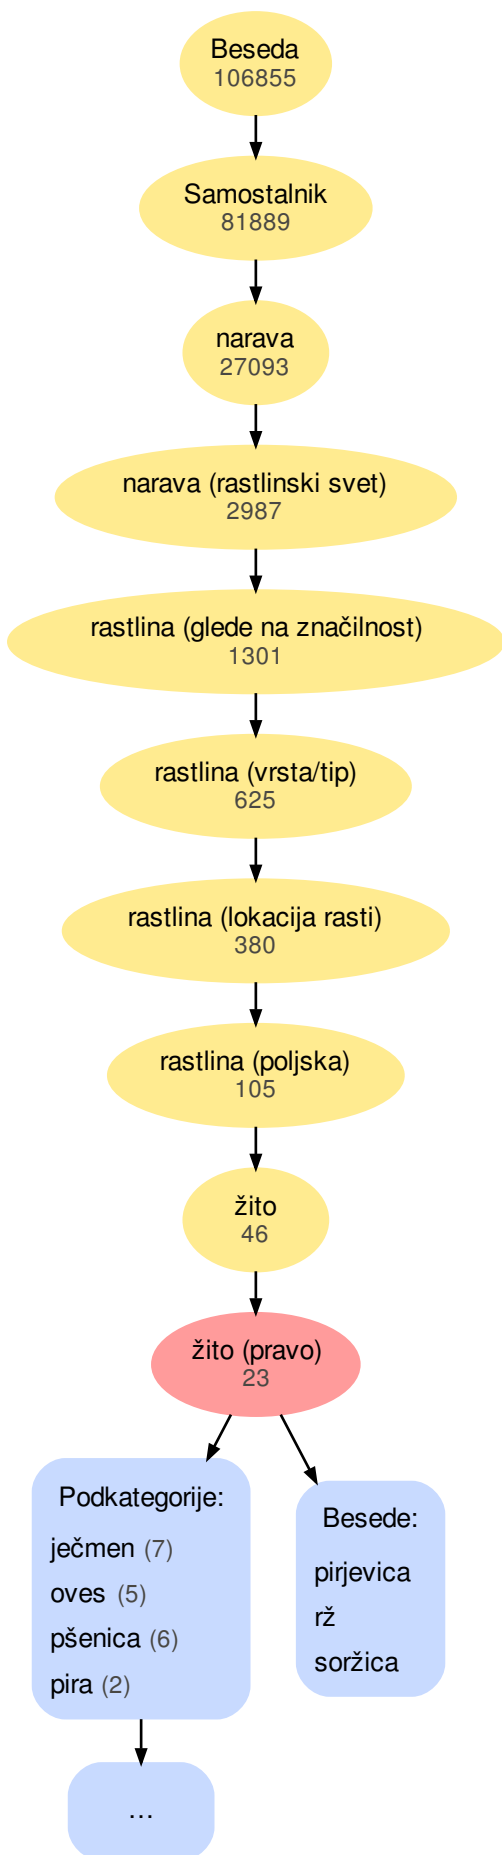 Beseda
106855
Samostalnik
81889
narava
27093
narava (rastlinski svet)
2987
rastlina (glede na značilnost)
1301
rastlina (vrsta/tip)
625
rastlina (lokacija rasti)
380
rastlina (poljska)
105
žito
46
žito (pravo)
23
Podkategorije:
ječmen (7)
oves (5)
pšenica (6)
pira (2)
Besede:
pirjevica
rž
soržica
...